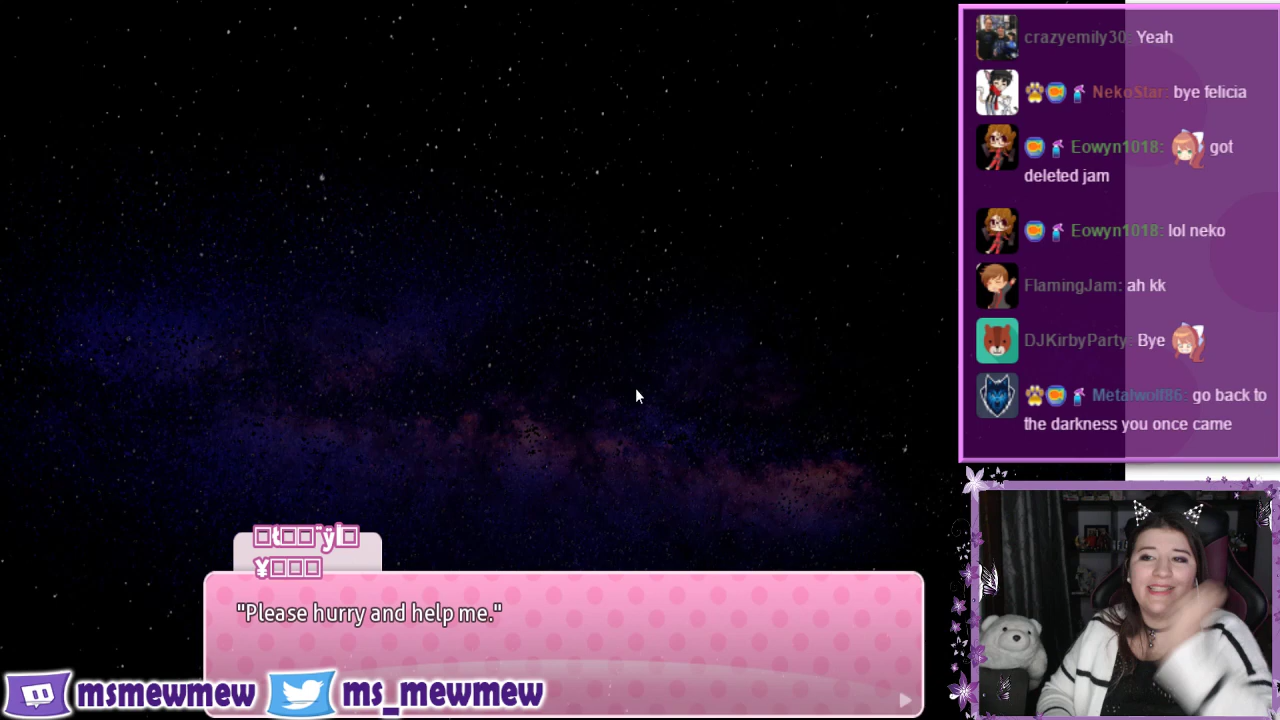 crazyemily30: Yeah
NekoStar: bye felicia
Eowyn1018: got
deleted jam
Eowyn1018: lol neko
FlamingJam: ah kk
DJKirbyParty: Bye
Metalwolf86: go back to
the darkness you once came
"Please hurry and help me."
msmewmew ms_mewmew